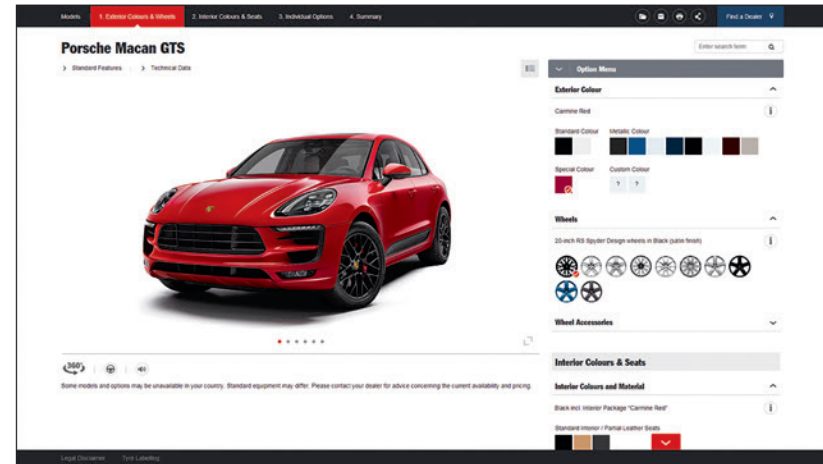 Models
1. Exterior Colours & Wheels
2. Interior Colours & Seats
3. Individual Options
4. Summary
Find a Dealer
Porsche Macan GTS
Enter search term
> Standard Features
> Technical Data
Option Menu
Exterior Colour
Carmine Red
i
Standard Colour
Metallic Colour
Special Colour
Custom Colour
? ?
Wheels
20-inch RS Spyder Design wheels in Black (satin finish)
i
Wheel Accessories
360°
Interior Colours & Seats
Interior Colours and Material
Some models and options may be unavailable in your country. Standard equipment may differ. Please contact your dealer for advice concerning the current availability and pricing.
Black incl. Interior Package "Carmine Red"
i
Standard Interior / Partial Leather Seats
Legal Disclaimer
Tyre Labelling